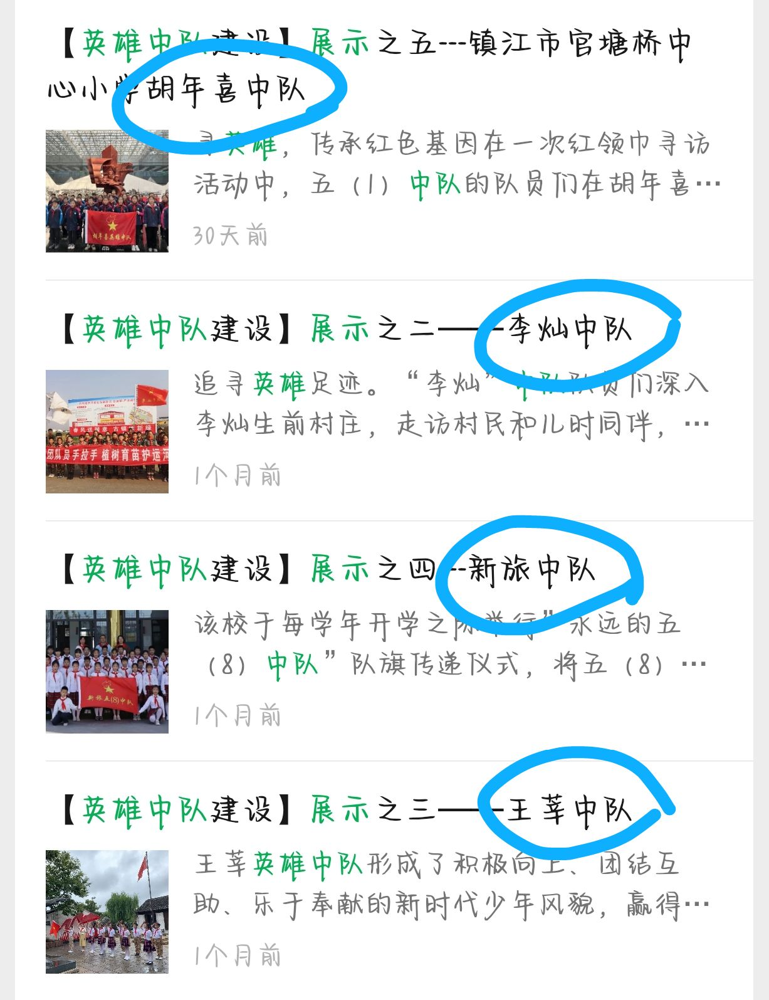 【英雄中队建设】展示之五---镇江市官塘桥中
心小学胡年喜中队
寻英雄，传承红色基因在一次红领巾寻访
活动中，五（1）中队的队员们在胡年喜…
胡年喜英雄中队
30天前
【英雄中队建设】展示之二——李灿中队
追寻英雄足迹。“李灿”中队队员们深入
李灿生前村庄，走访村民和儿时同伴，…
团队员手拉手 植树育苗护运河
1个月前
【英雄中队建设】展示之四---新旅中队
该校于每学年开学之际举行”永远的五
（8）中队”队旗传递仪式，将五（8）…
新旅五(8)中队
1个月前
【英雄中队建设】展示之三——王莘中队
王莘英雄中队形成了积极向上、团结互
助、乐于奉献的新时代少年风貌，赢得…
1个月前